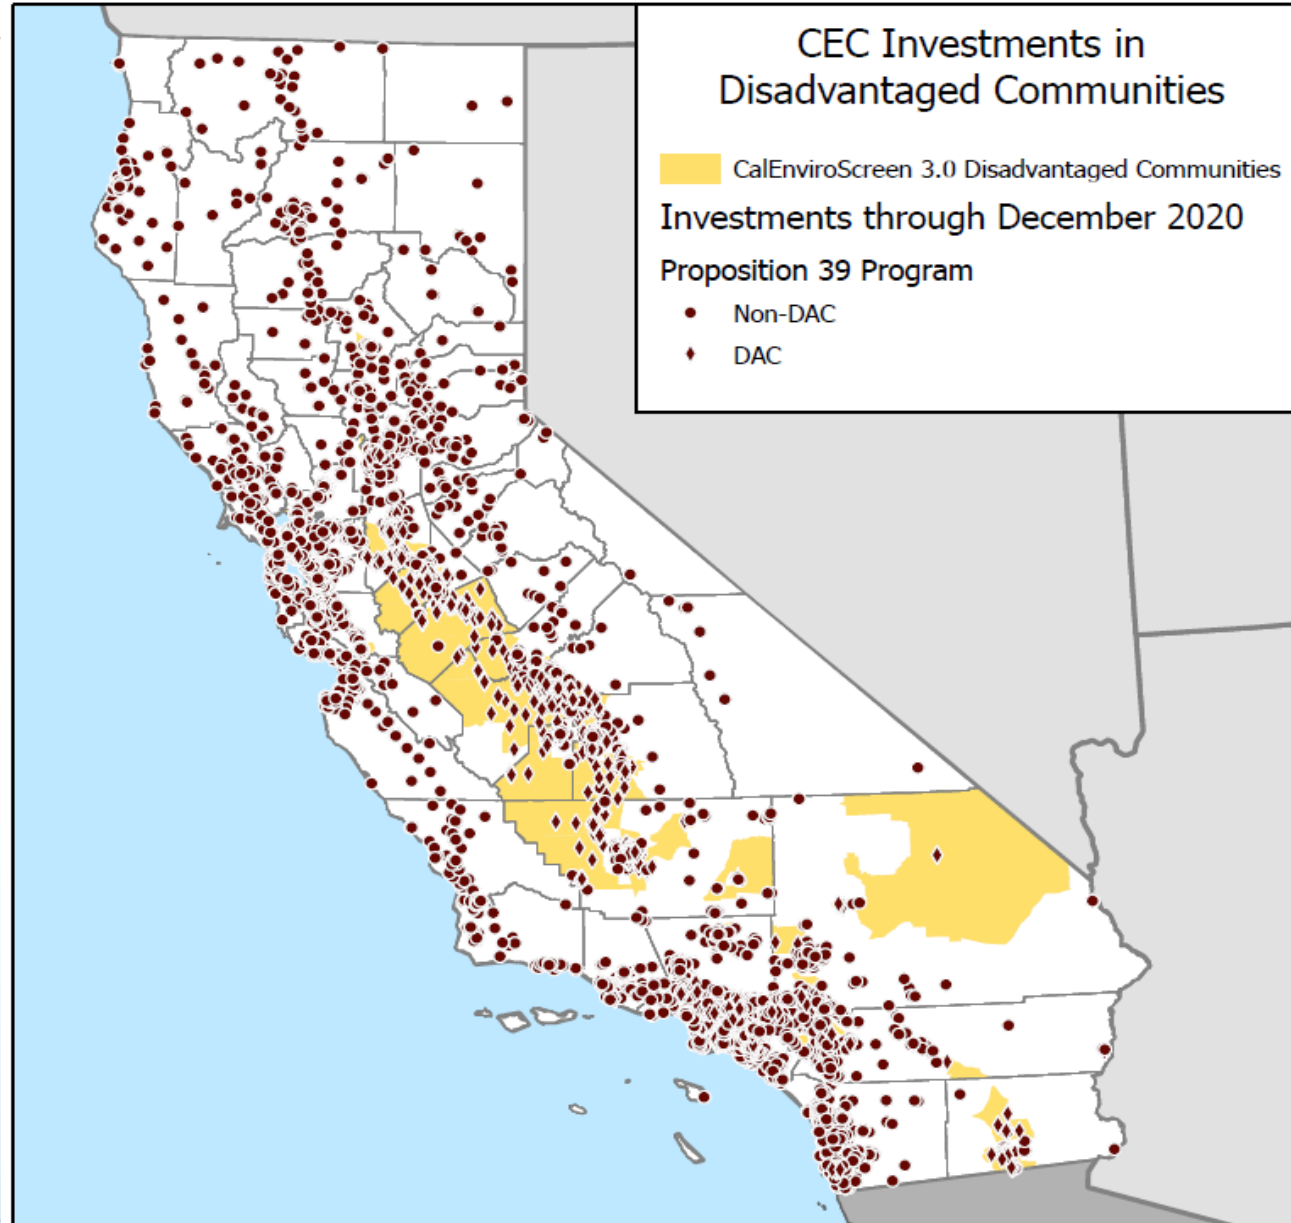 CEC Investments in
Disadvantaged Communities
CalEnviroScreen 3.0 Disadvantaged Communities
Investments through December 2020
Proposition 39 Program
Non-DAC
DAC